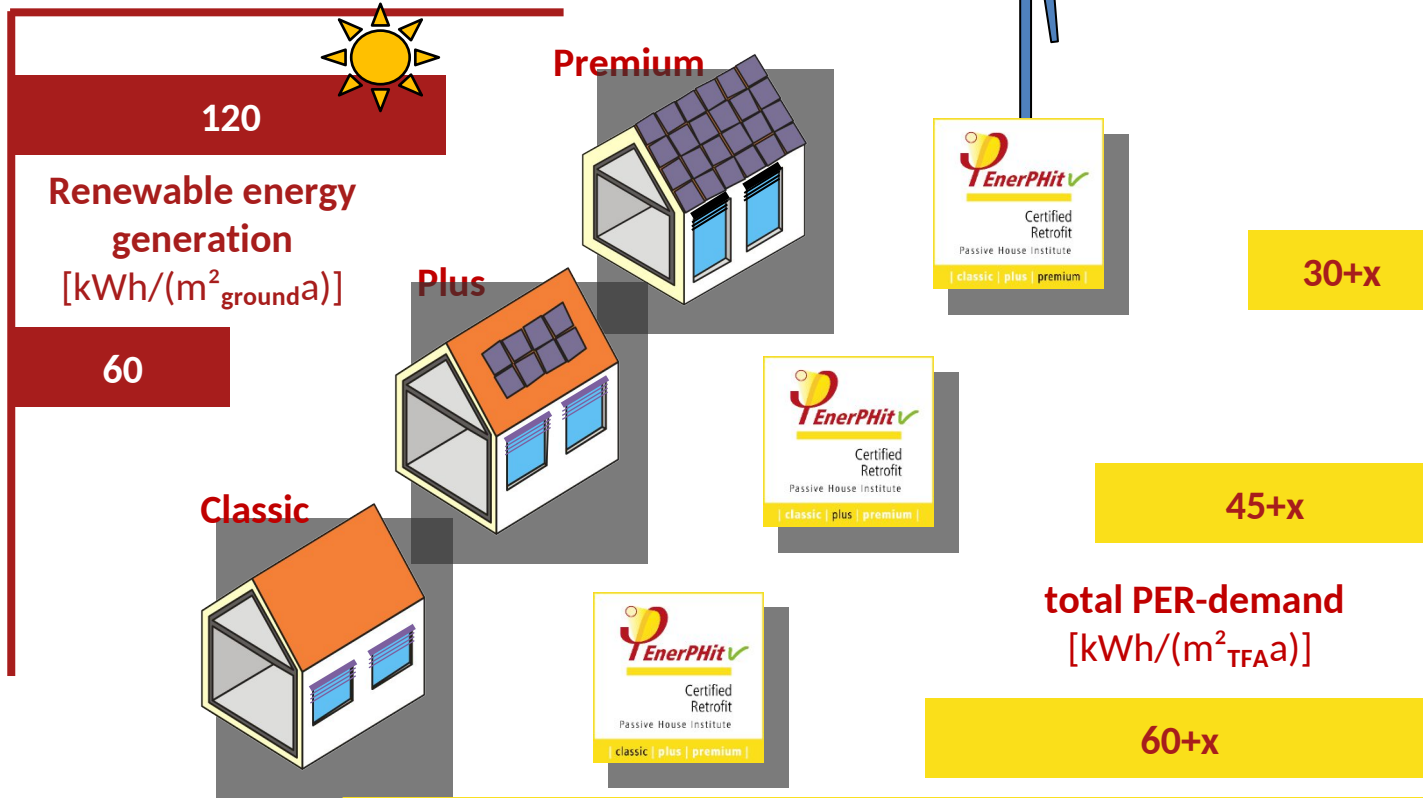 Premium
120
EnerPHit
Certified
Retrofit
Passive House Institute
| classic | plus | premium |
Renewable energy
generation
[kWh/(m²grounda)]
30+x
Plus
60
EnerPHit
Certified
Retrofit
Passive House Institute
| classic | plus | premium |
45+x
Classic
total PER-demand
[kWh/(m²TFAa)]
EnerPHit
Certified
Retrofit
Passive House Institute
| classic | plus | premium |
60+x